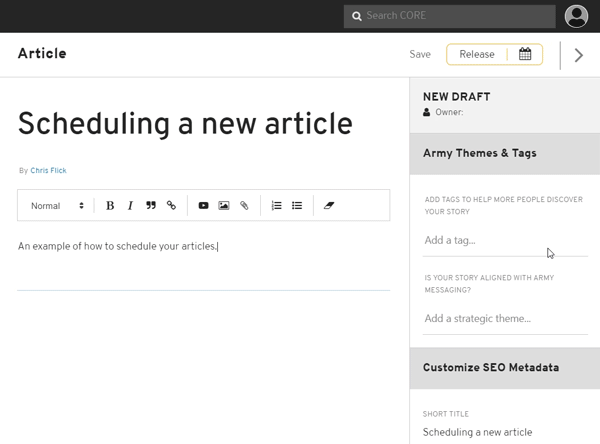 Search CORE
Article
Save
Release
Scheduling a new article
By Chris Flick
Normal
B I
An example of how to schedule your articles.
NEW DRAFT
Owner:
Army Themes & Tags
ADD TAGS TO HELP MORE PEOPLE DISCOVER
YOUR STORY
Add a tag...
IS YOUR STORY ALIGNED WITH ARMY
MESSAGING?
Add a strategic theme...
Customize SEO Metadata
SHORT TITLE
Scheduling a new article